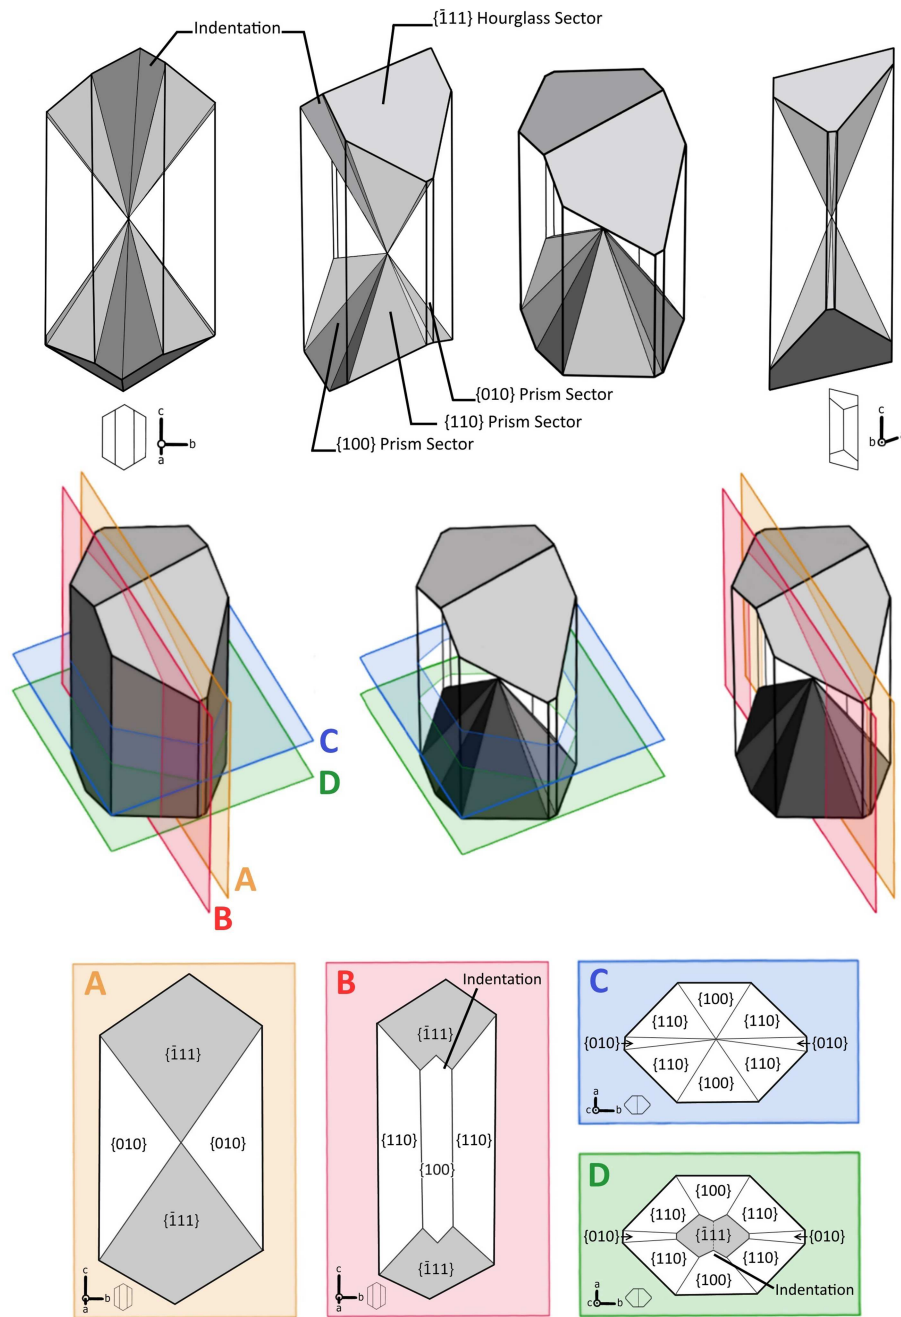 {1̄11} Hourglass Sector
Indentation
{010} Prism Sector
{110} Prism Sector
{100} Prism Sector
c
b
a
c
b
C
D
A
B
A
{1̄11}
{010}
{010}
{1̄11}
c
b
a
B
Indentation
{1̄11}
{110}
{110}
{100}
{1̄11}
c
b
a
C
{100}
{110}
{110}
{010}
{010}
{110}
{110}
{100}
a
c
b
D
{100}
{110}
{110}
{010}
{1̄11}
{010}
{110}
{110}
{100}
Indentation
a
c
b